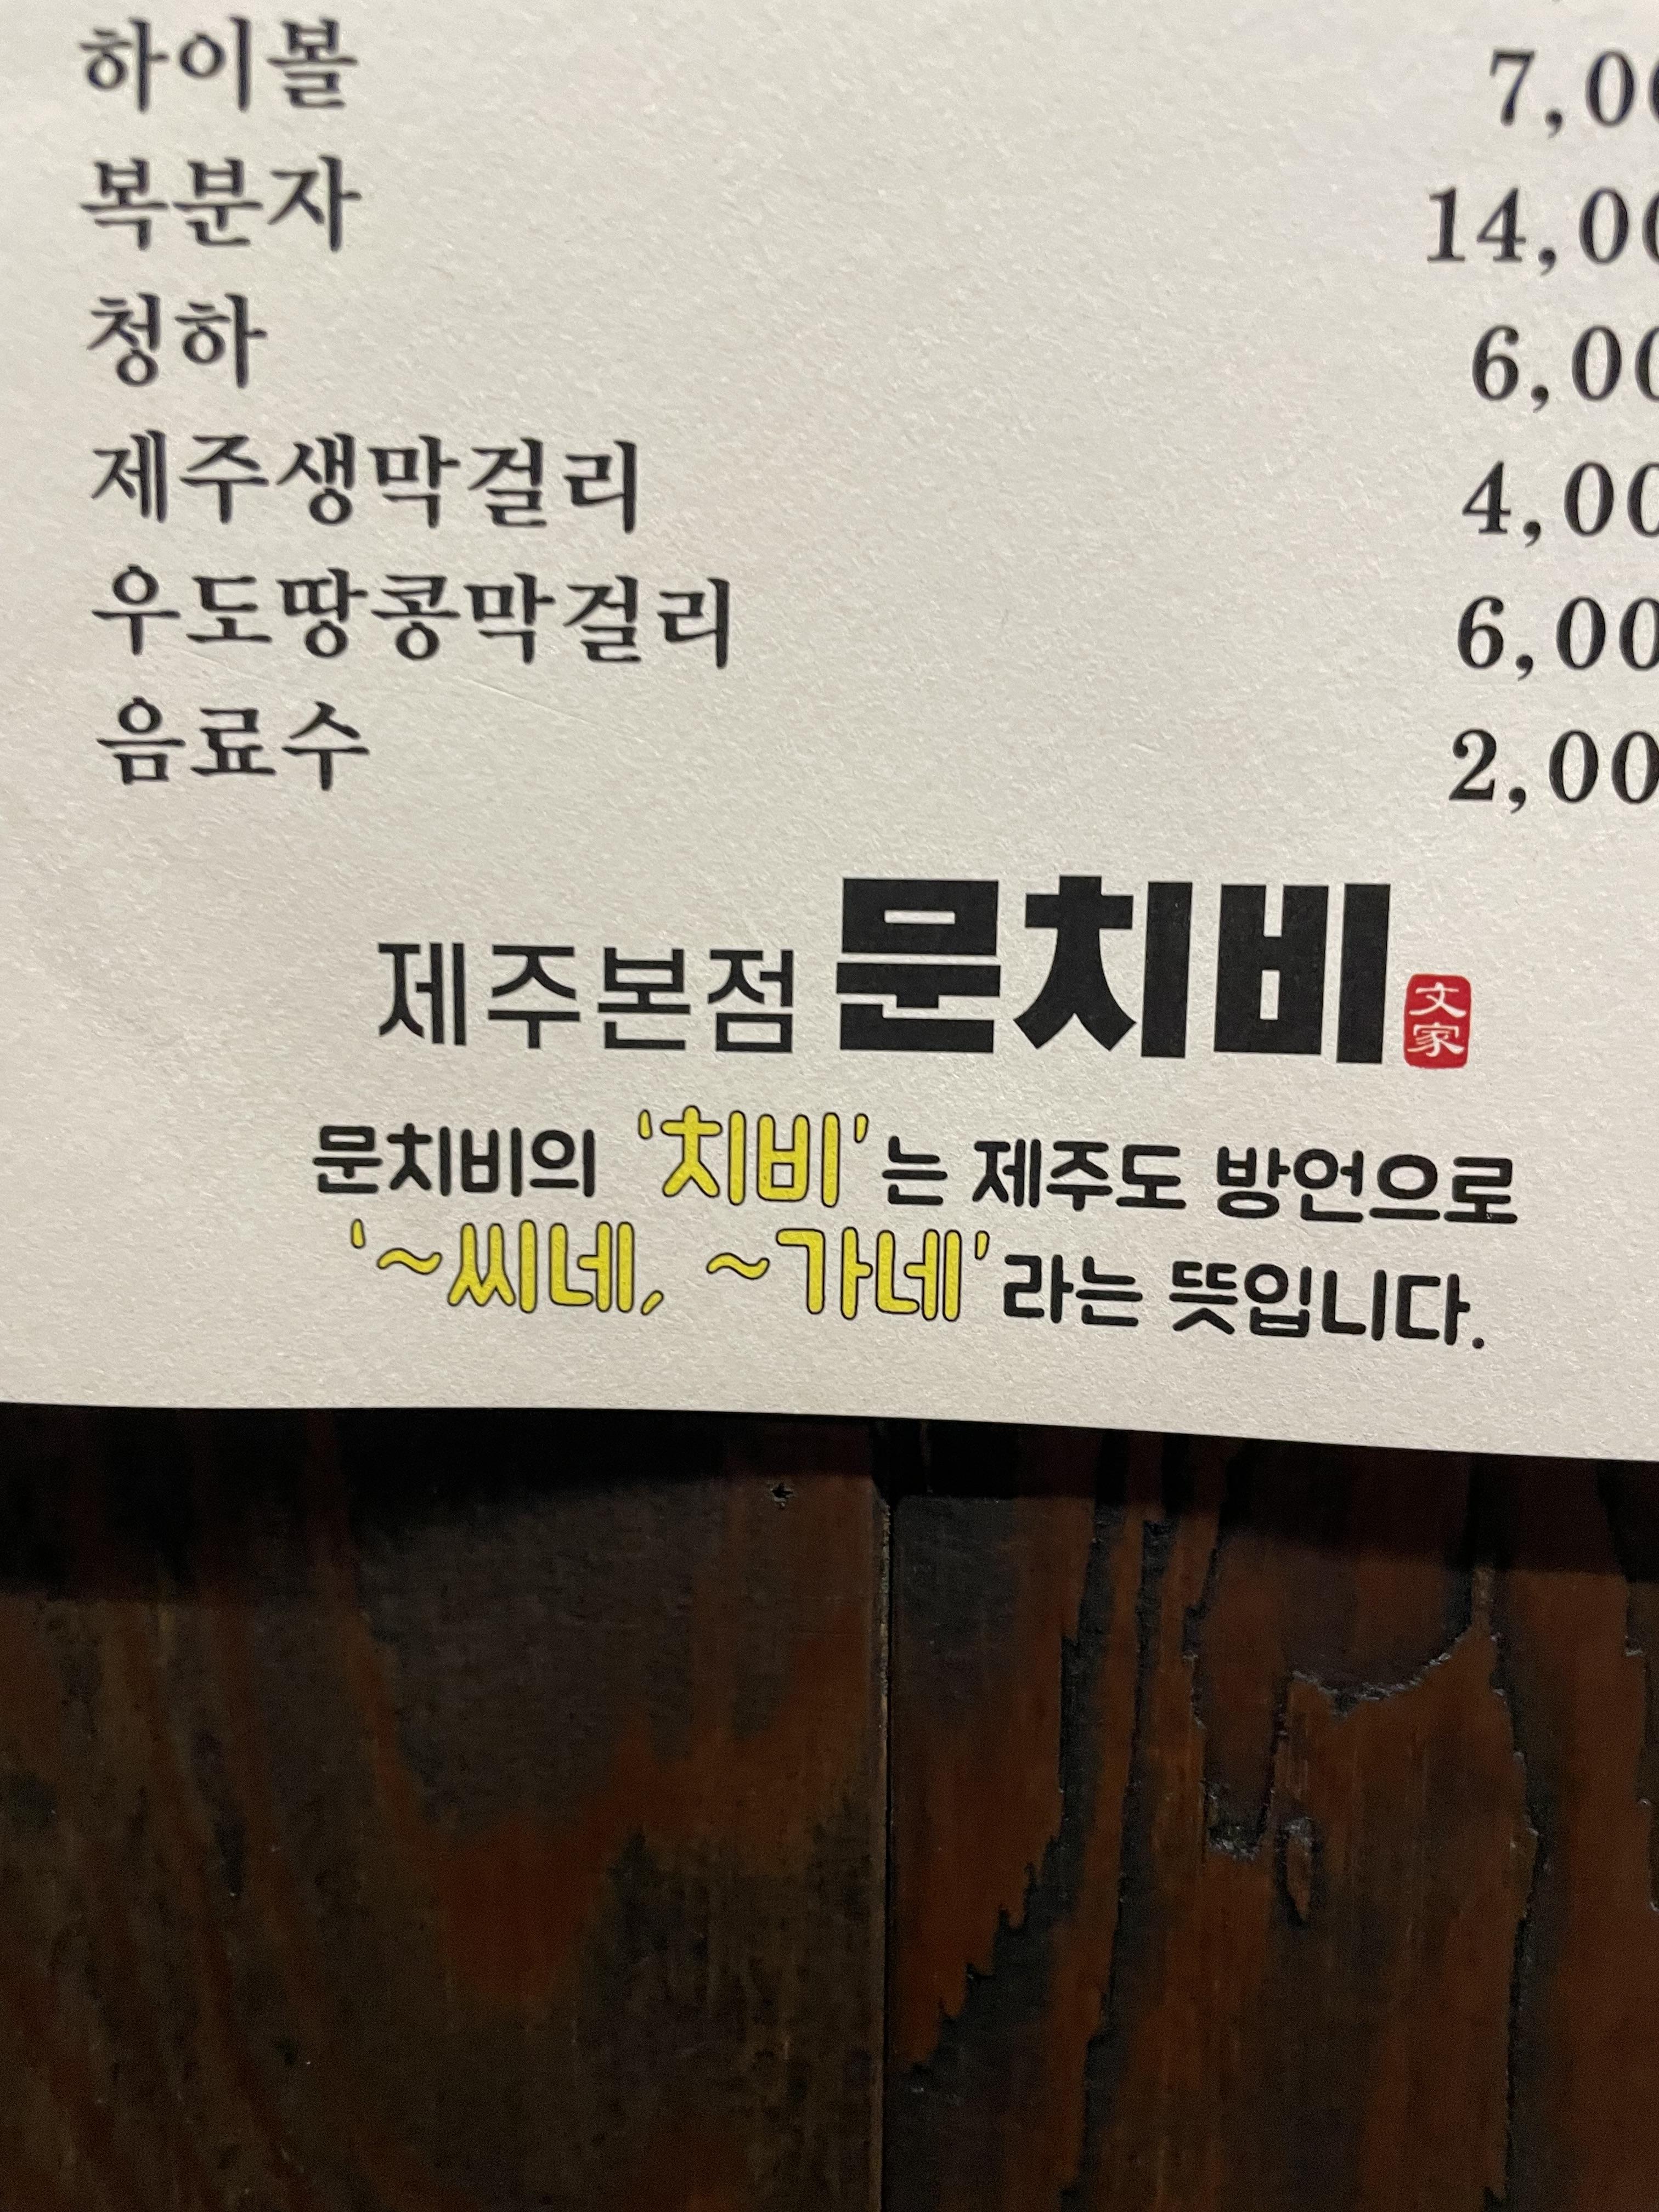 하이볼 7,00
복분자 14,00
청하 6,00
제주생막걸리 4,00
우도땅콩막걸리 6,00
음료수 2,00
제주본점 문치비 文家
문치비의 '치비'는 제주도 방언으로
'~씨네, ~가네'라는 뜻입니다.